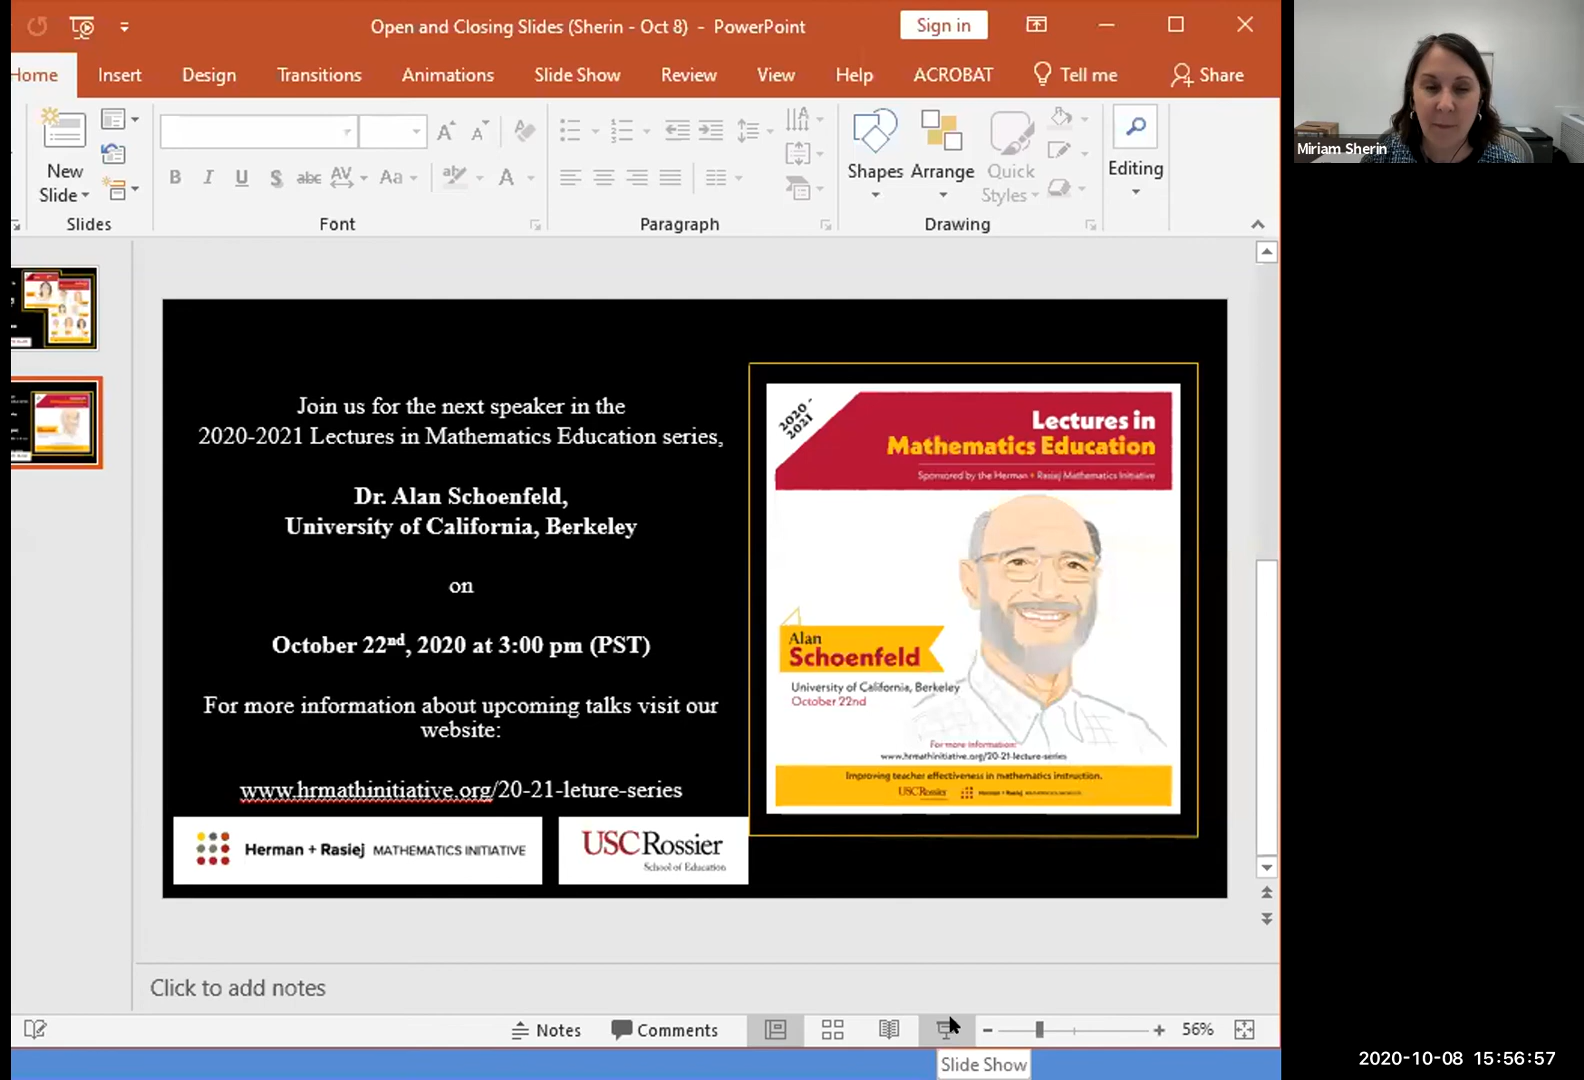 Open and Closing Slides (Sherin - Oct 8) - PowerPoint
Sign in
Home Insert Design Transitions Animations Slide Show Review View Help ACROBAT Tell me Share
New
Slide
Slides
Font
Paragraph
Shapes
Arrange
Quick
Styles
Drawing
Editing
Miriam Sherin
Join us for the next speaker in the
2020-2021 Lectures in Mathematics Education series,
Dr. Alan Schoenfeld,
University of California, Berkeley
on
October 22nd, 2020 at 3:00 pm (PST)
For more information about upcoming talks visit our
website:
www.hrmathinitiative.org/20-21-leture-series
Herman + Rasiej MATHEMATICS INITIATIVE
USC Rossier
School of Education
2020 -
2021
Lectures in
Mathematics Education
Sponsored by the Herman + Rasiej Mathematics Initiative
Alan
Schoenfeld
University of California, Berkeley
October 22nd
For more information:
www.hrmathinitiative.org/20-21-lecture-series
Improving teacher effectiveness in mathematics instruction.
USC Rossier Herman + Rasiej
Click to add notes
Notes Comments 56%
Slide Show
2020-10-08 15:56:57